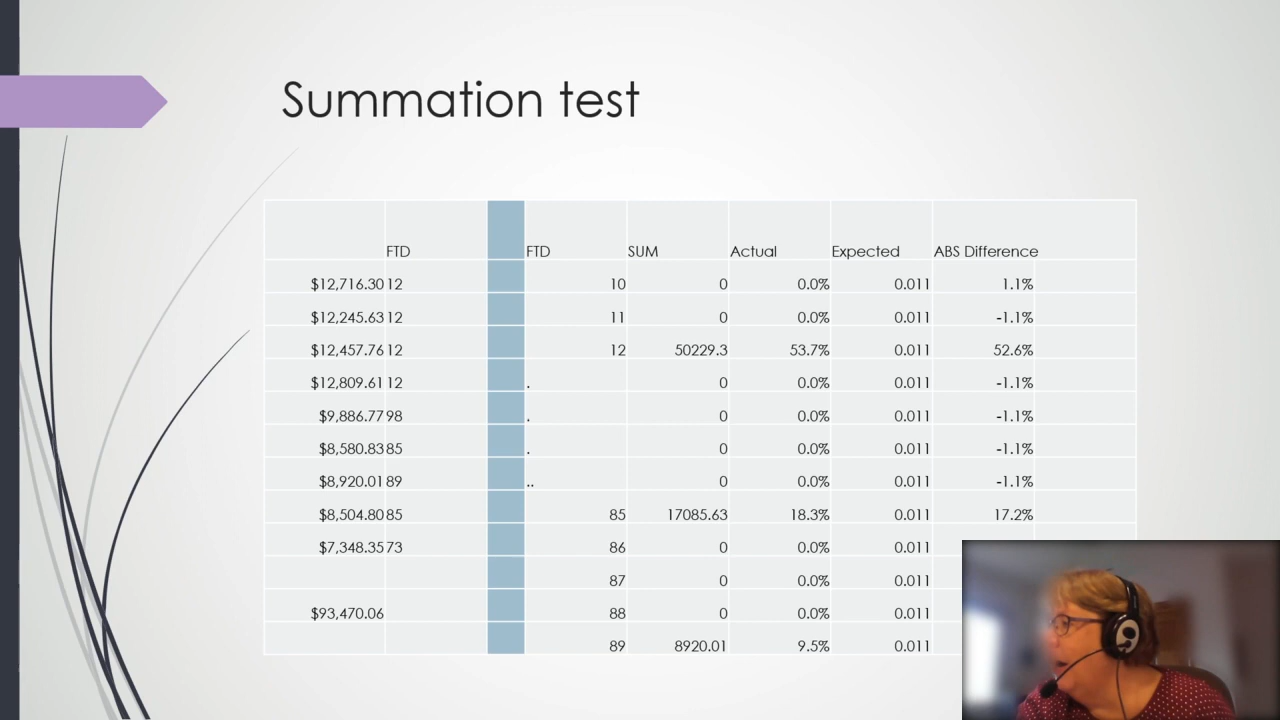 Summation test
FTD FTD SUM Actual Expected ABS Difference
$12,716.30 12 10 0 0.0% 0.011 1.1%
$12,245.63 12 11 0 0.0% 0.011 -1.1%
$12,457.76 12 12 50229.3 53.7% 0.011 52.6%
$12,809.61 12 . 0 0.0% 0.011 -1.1%
$9,886.77 98 . 0 0.0% 0.011 -1.1%
$8,580.83 85 . 0 0.0% 0.011 -1.1%
$8,920.01 89 .. 0 0.0% 0.011 -1.1%
$8,504.80 85 85 17085.63 18.3% 0.011 17.2%
$7,348.35 73 86 0 0.0% 0.011
87 0 0.0% 0.011
$93,470.06 88 0 0.0% 0.011
89 8920.01 9.5% 0.011